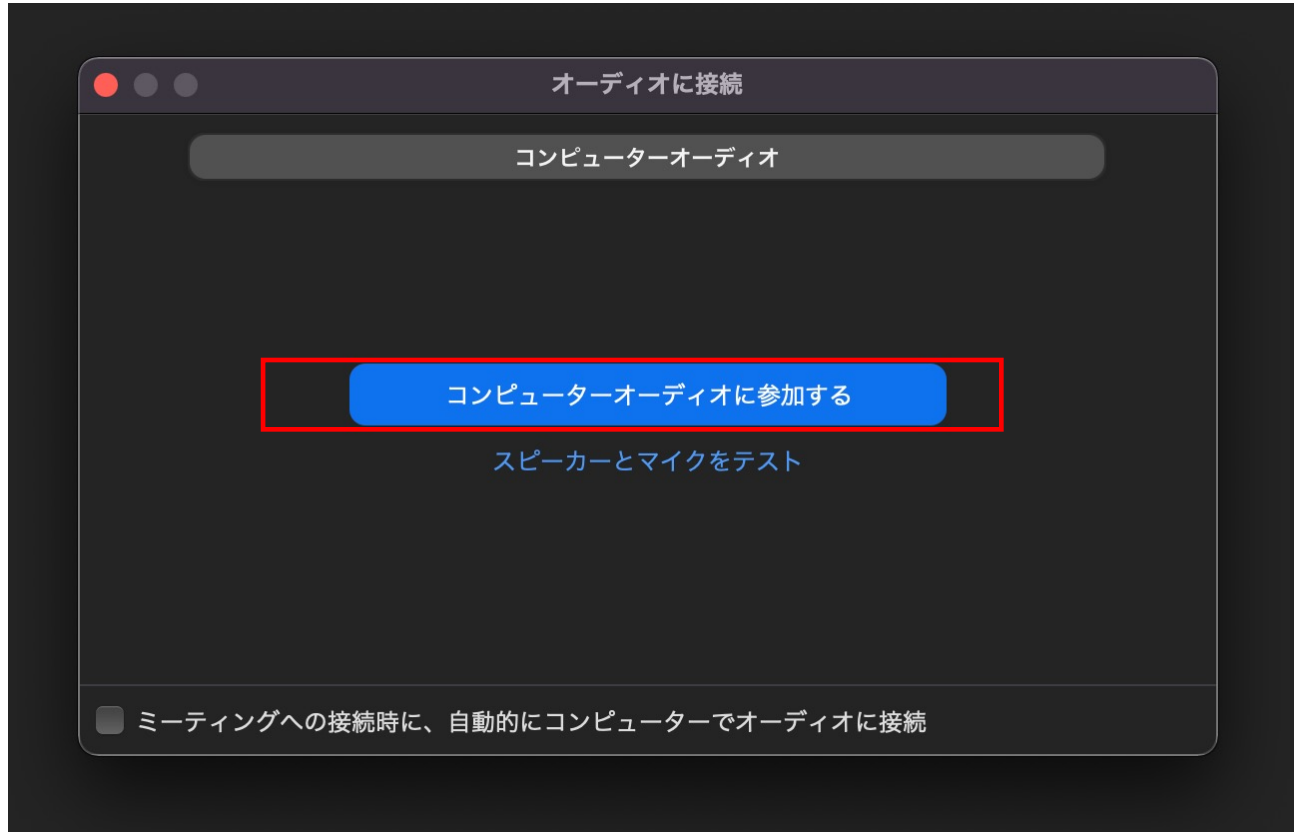 オーディオに接続
コンピューターオーディオ
コンピューターオーディオに参加する
スピーカーとマイクをテスト
ミーティングへの接続時に、自動的にコンピューターでオーディオに接続